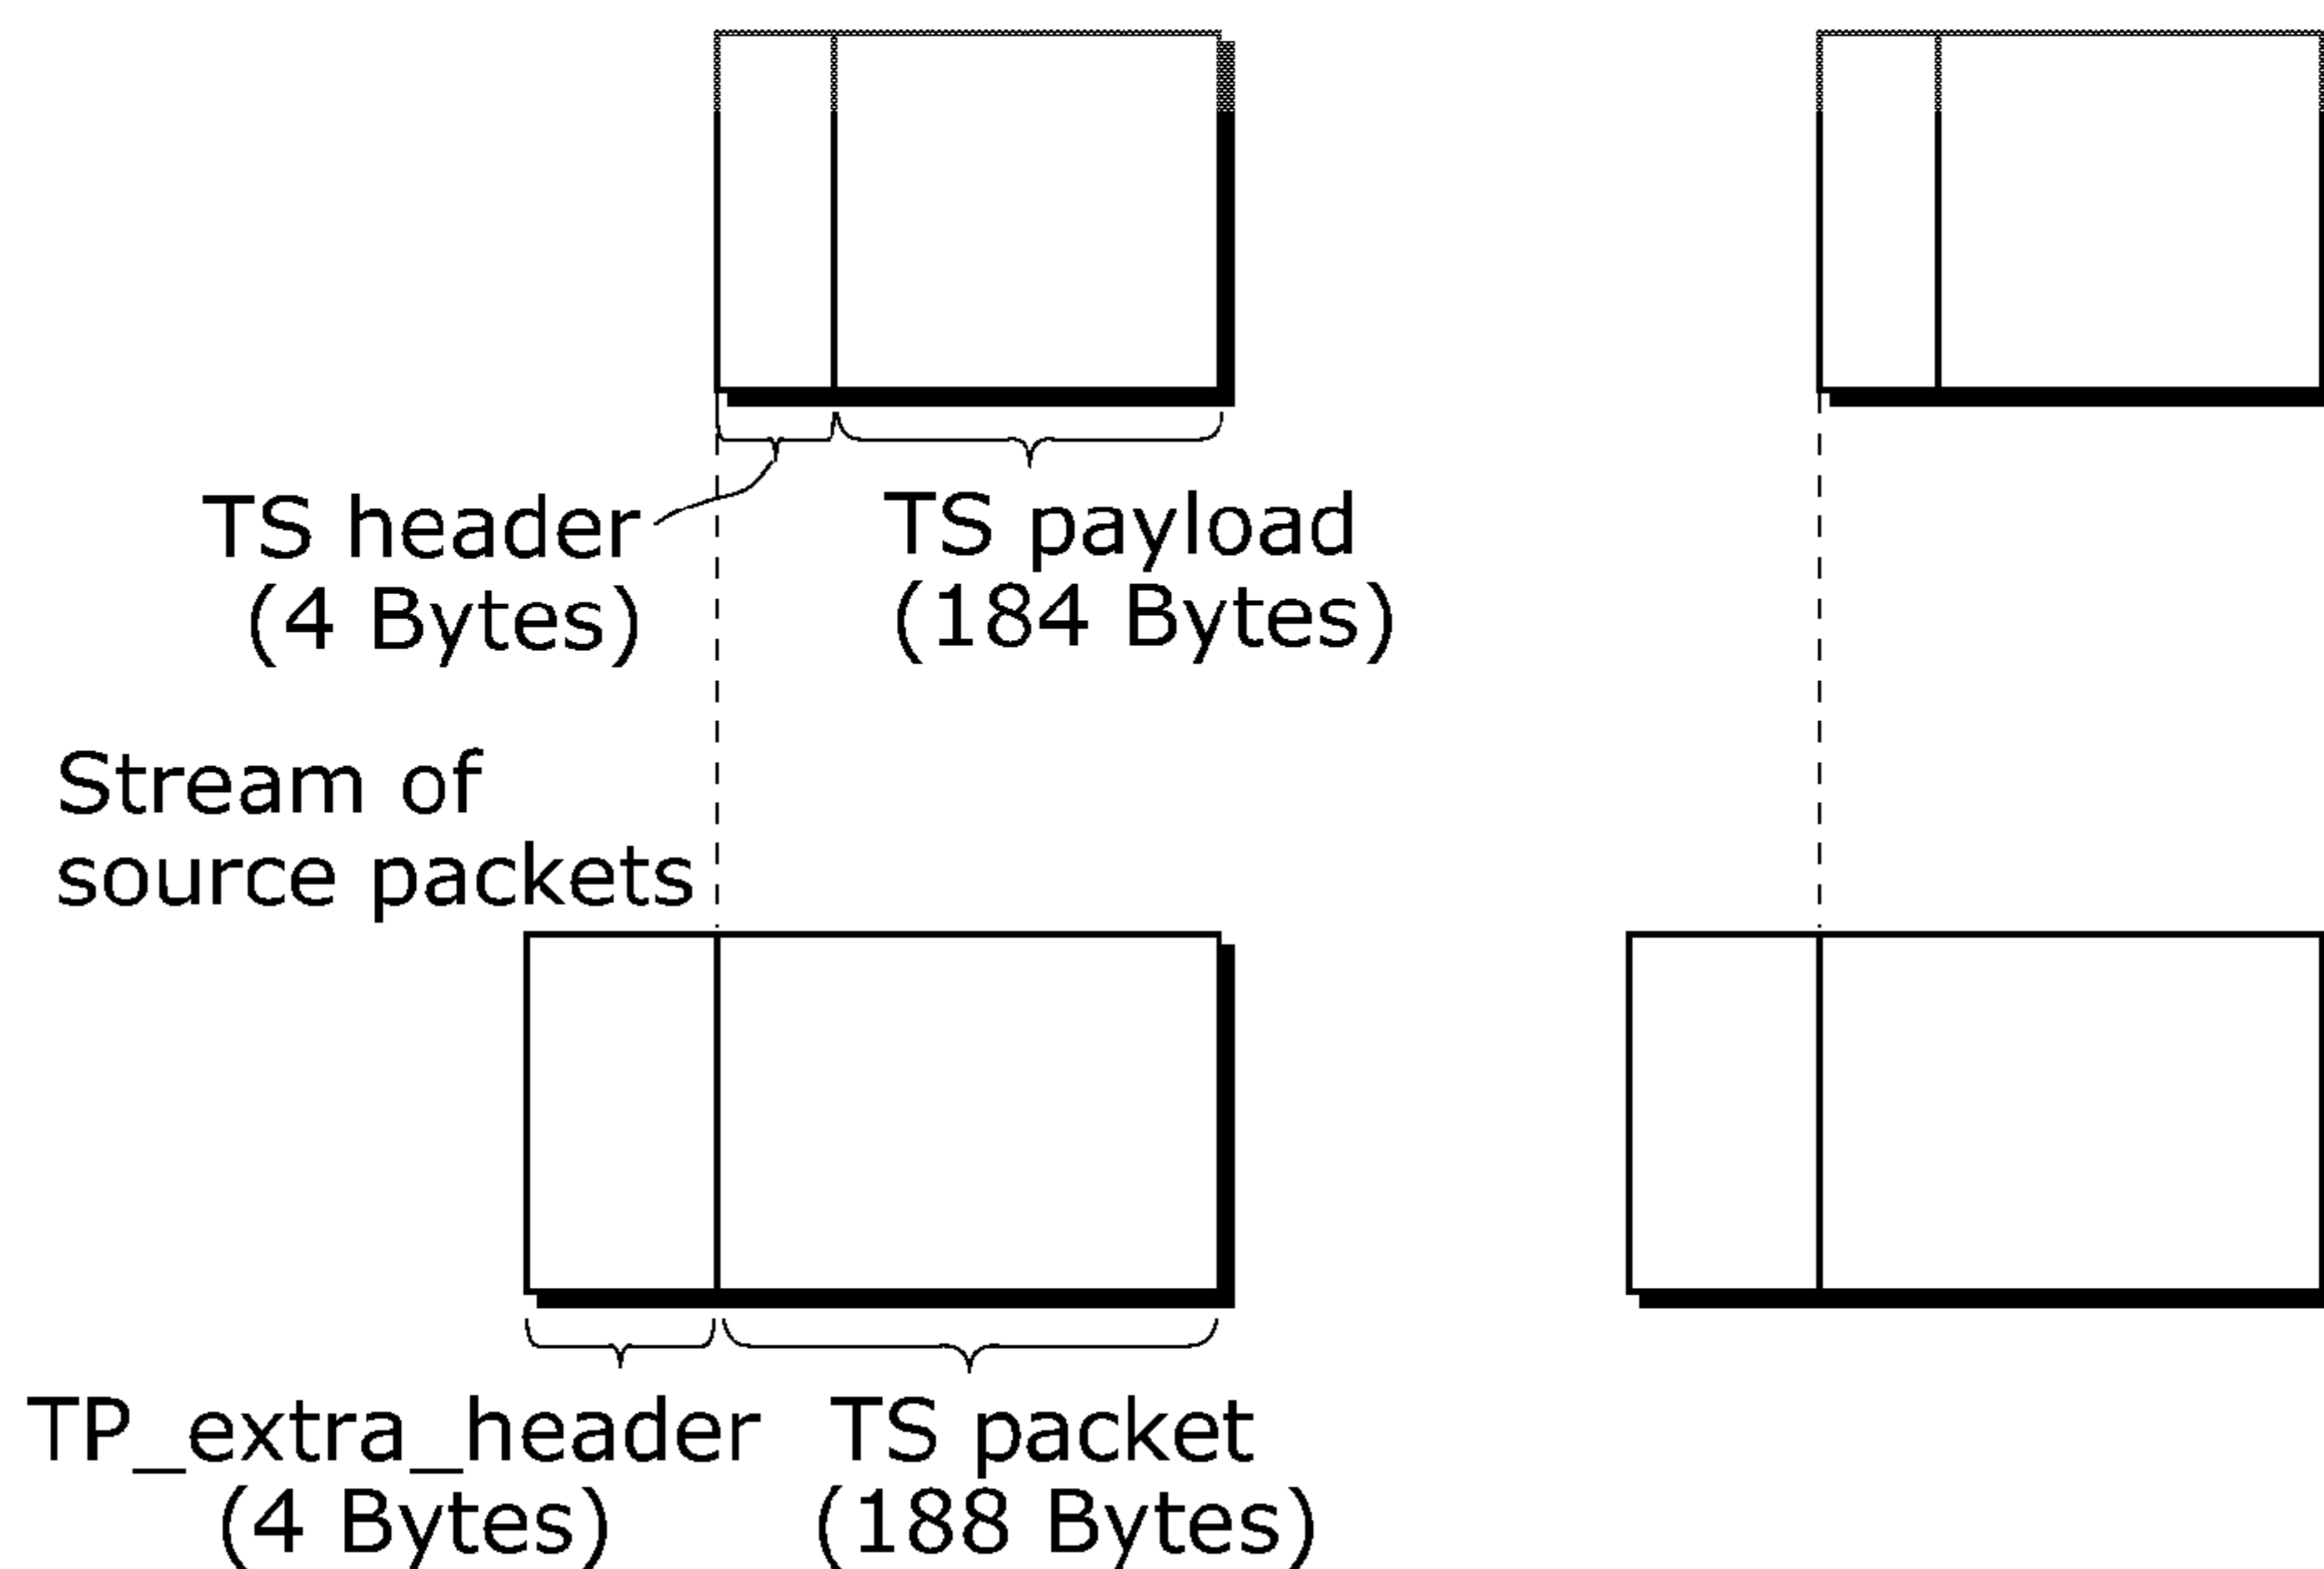 TS header
(4 Bytes)
TS payload
(184 Bytes)
Stream of
source packets
TP_extra_header
(4 Bytes)
TS packet
(188 Bytes)